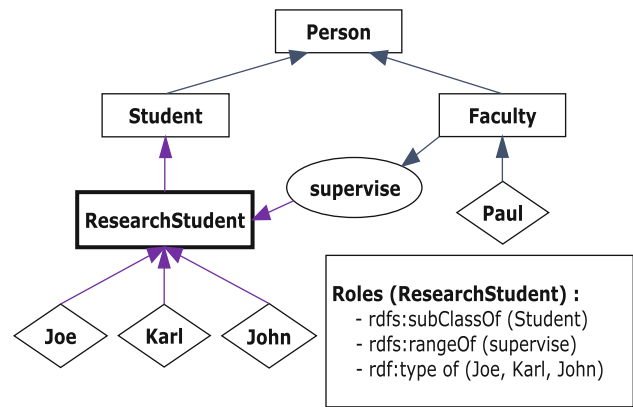 Person
Student
Faculty
supervise
ResearchStudent
Paul
Joe
Karl
John
Roles (ResearchStudent) :
- rdfs:subClassOf (Student)
- rdfs:rangeOf (supervise)
- rdf:type of (Joe, Karl, John)